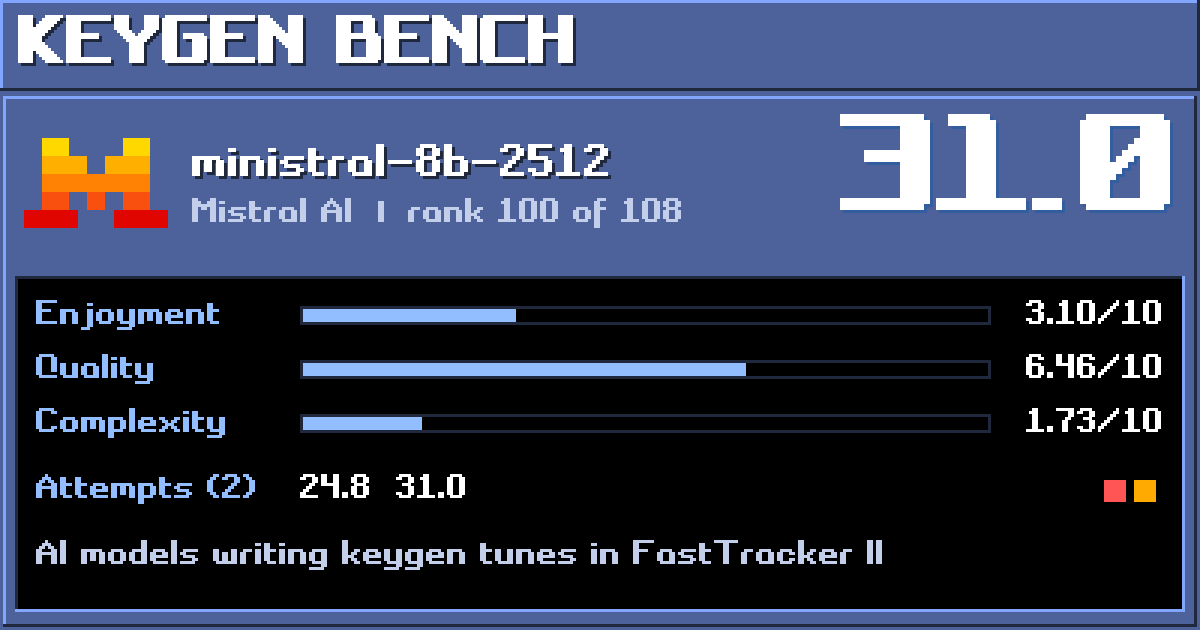 KEYGEN BENCH
ministral-8b-2512
Mistral AI | rank 100 of 108
31.0
Enjoyment 3.10/10
Quality 6.46/10
Complexity 1.73/10
Attempts (2) 24.8 31.0
AI models writing keygen tunes in FastTracker II